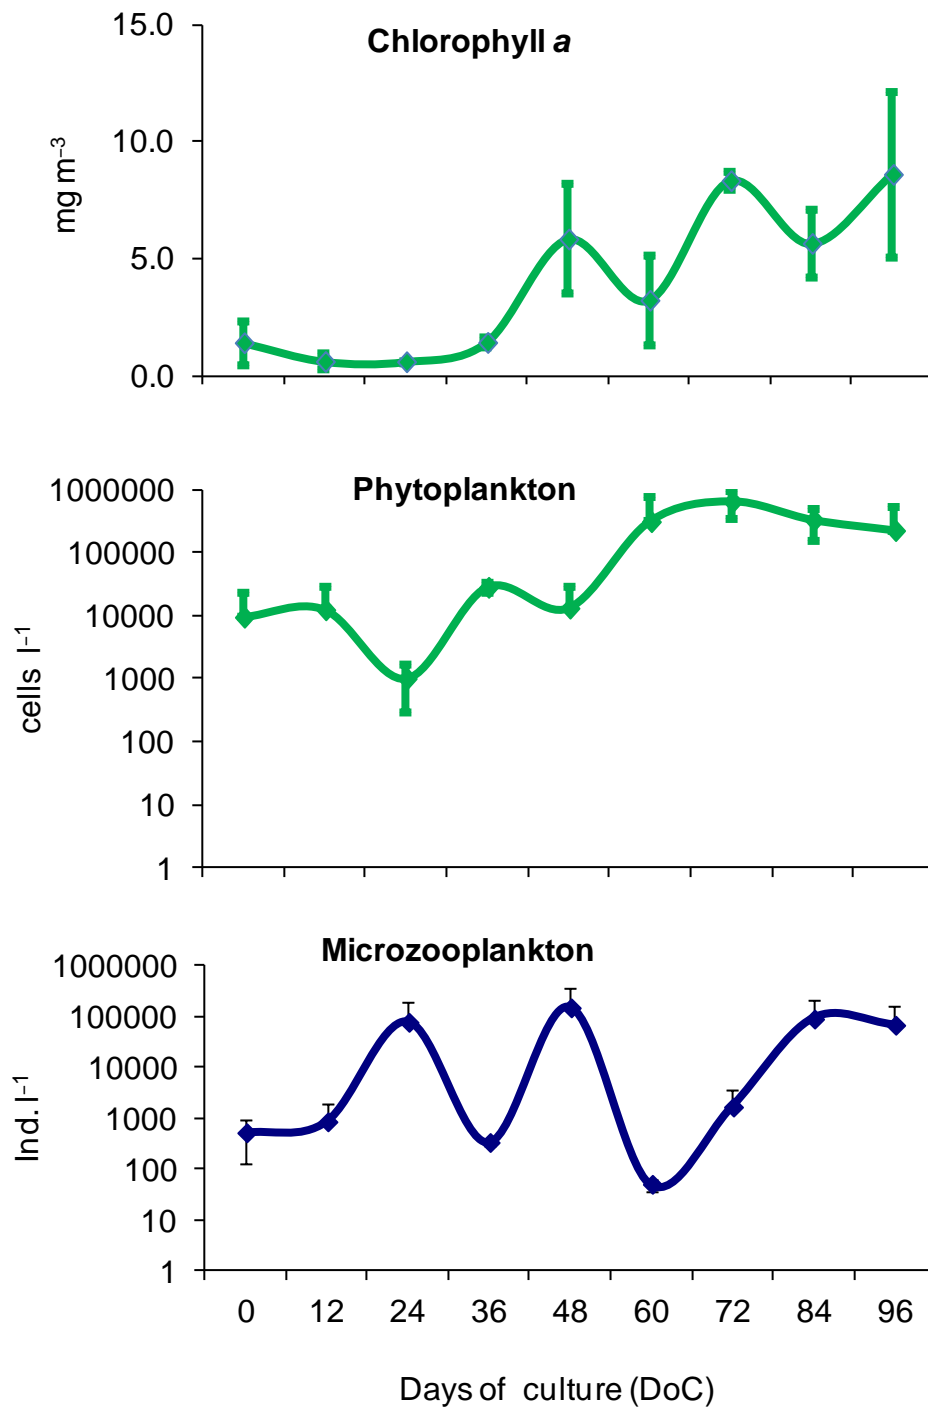 Chlorophyll a
mg m⁻³
15.0
10.0
5.0
0.0
Phytoplankton
cells l⁻¹
1000000
100000
10000
1000
100
10
1
Microzooplankton
Ind. l⁻¹
1000000
100000
10000
1000
100
10
1
0 12 24 36 48 60 72 84 96
Days of culture (DoC)